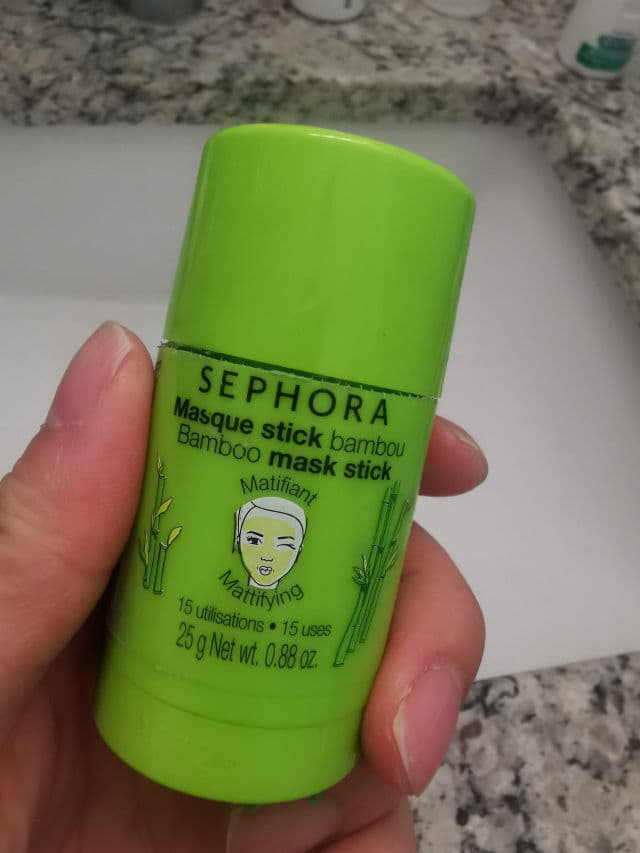 SEPHORA
Masque stick bambou
Bamboo mask stick
Matifiant
Mattifying
15 utilisations • 15 uses
25 g Net wt. 0.88 oz.